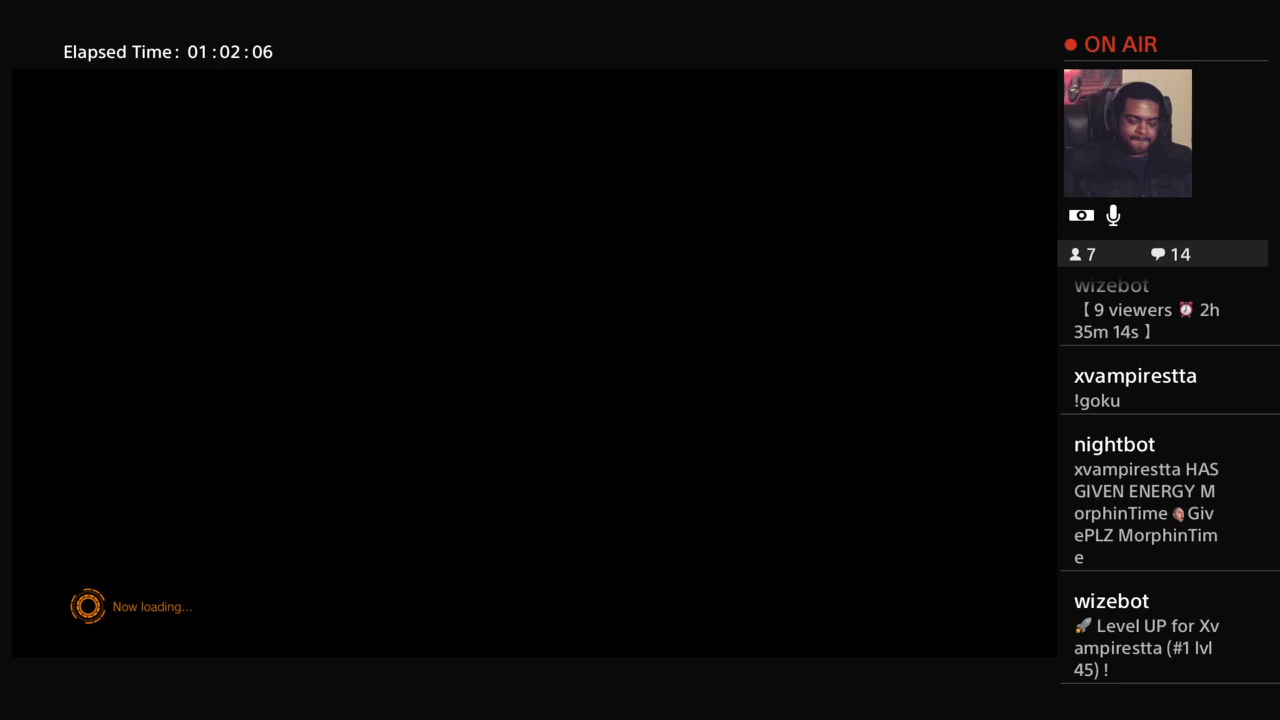 Elapsed Time: 01:02:06
ON AIR
7 14
wizebot
【 9 viewers ⏰ 2h
35m 14s 】
xvampirestta
!goku
nightbot
xvampirestta HAS
GIVEN ENERGY M
orphinTime Giv
ePLZ MorphinTim
e
wizebot
🚀 Level UP for Xv
ampirestta (#1 lvl
45) !
Now loading...